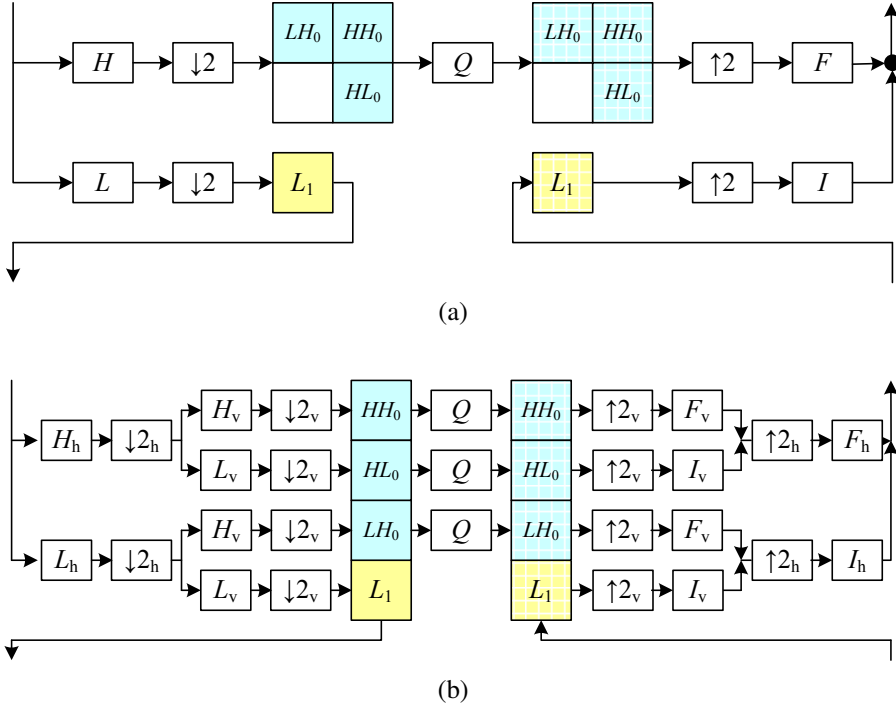 LH₀ HH₀ LH₀ HH₀
H ↓2 Q ↑2 F
HL₀ HL₀
L ↓2 L₁ L₁ ↑2 I
(a)
Hᵥ ↓2ᵥ HH₀ Q HH₀ ↑2ᵥ Fᵥ
Hₕ ↓2ₕ ↑2ₕ Fₕ
Lᵥ ↓2ᵥ HL₀ Q HL₀ ↑2ᵥ Iᵥ
Hᵥ ↓2ᵥ LH₀ Q LH₀ ↑2ᵥ Fᵥ
Lₕ ↓2ₕ ↑2ₕ Iₕ
Lᵥ ↓2ᵥ L₁ L₁ ↑2ᵥ Iᵥ
(b)